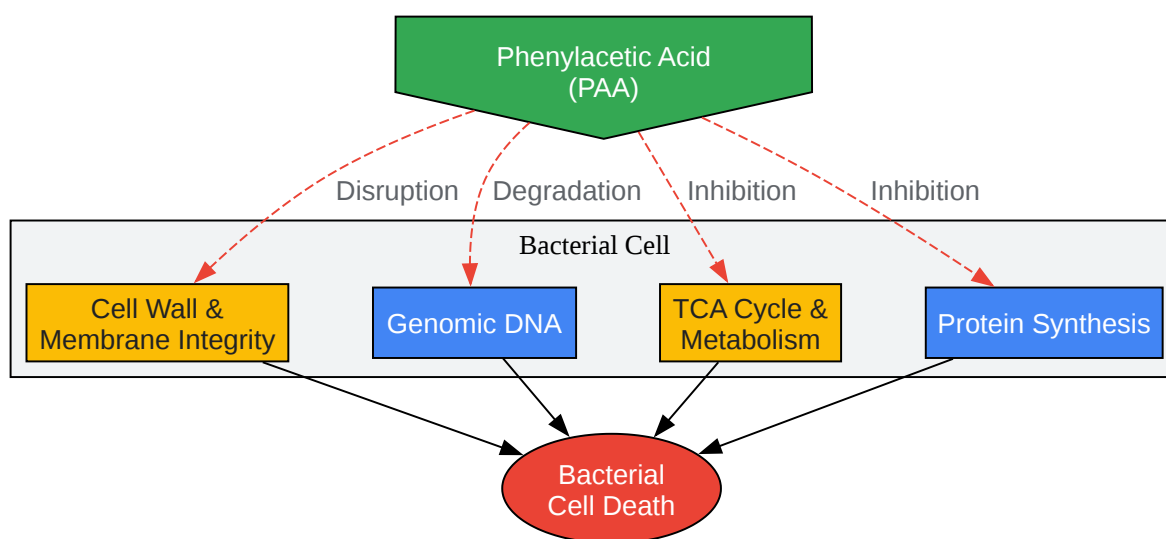 Phenylacetic Acid
(PAA)
Disruption
Degradation
Inhibition
Inhibition
Bacterial Cell
Cell Wall &
Membrane Integrity
Genomic DNA
TCA Cycle &
Metabolism
Protein Synthesis
Bacterial
Cell Death